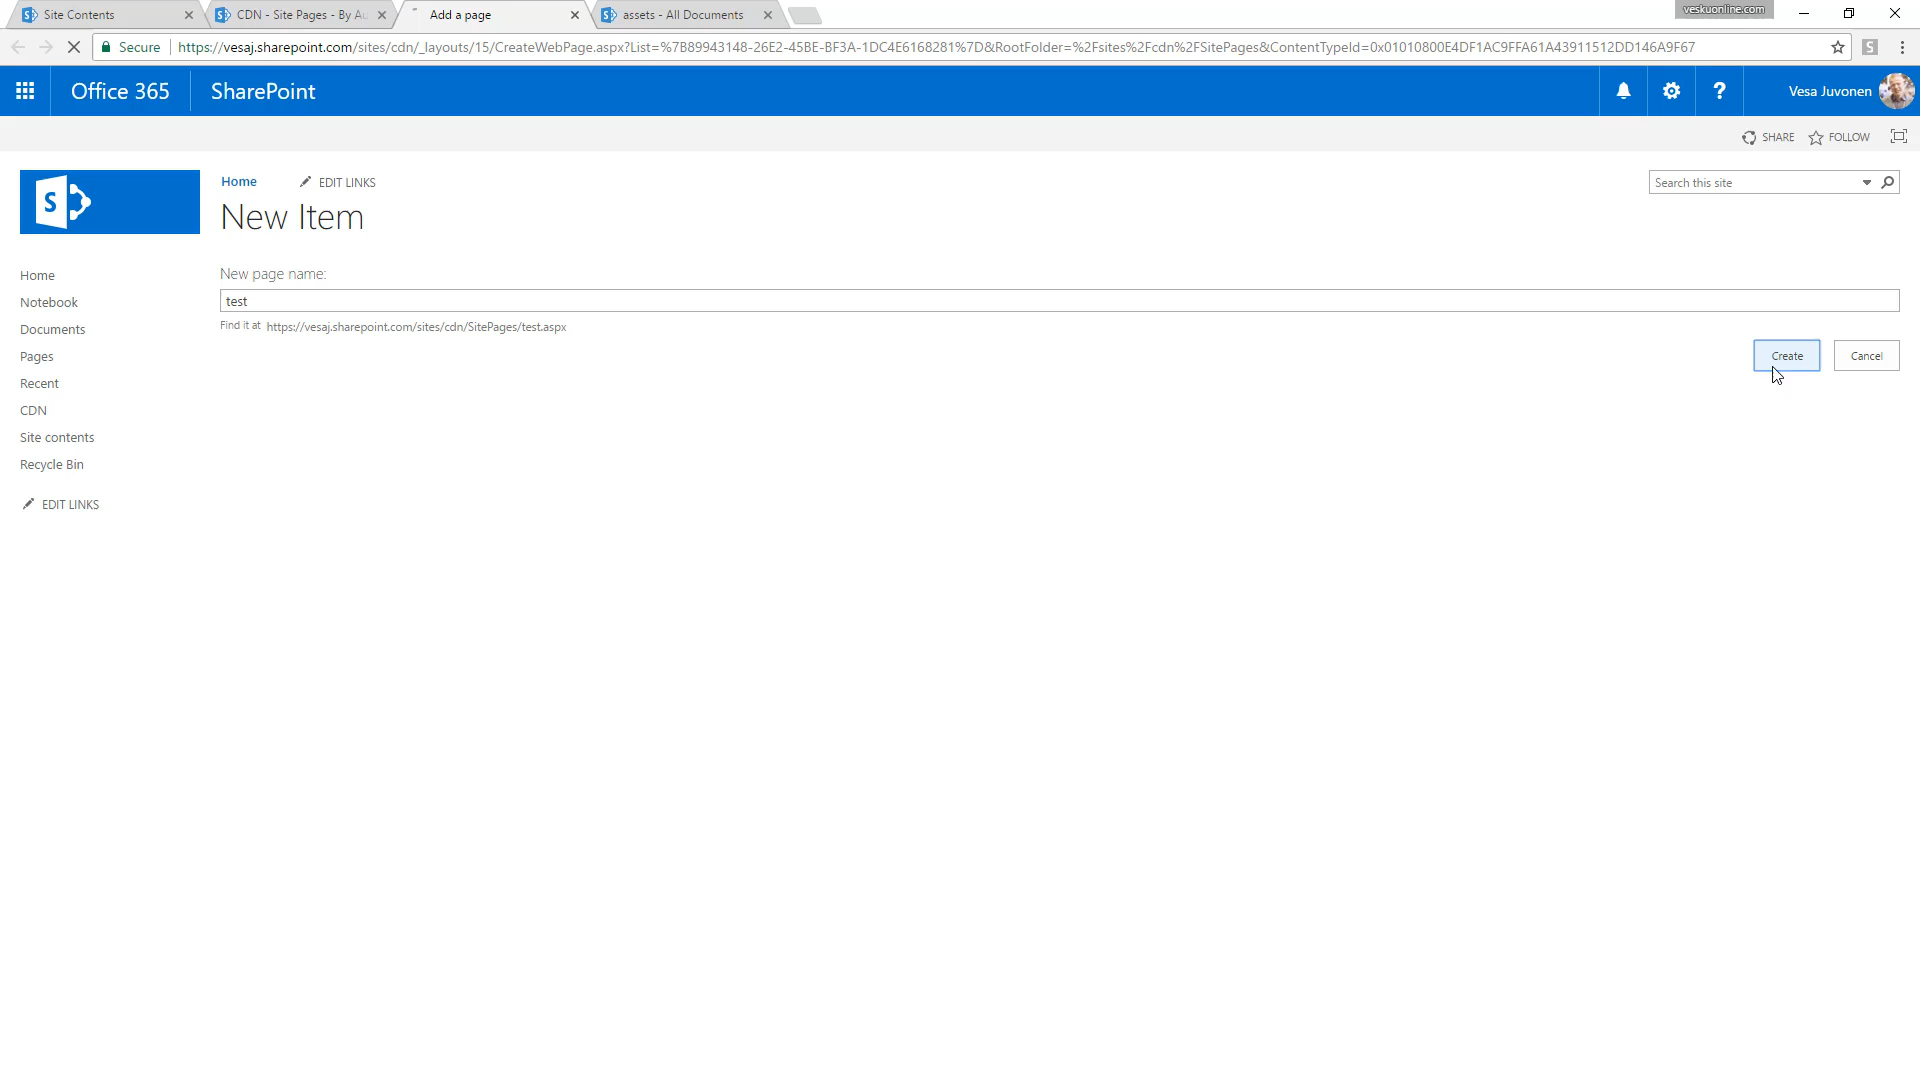 Site Contents
CDN - Site Pages - By Au
Add a page
assets - All Documents
veskuonline.com
Secure
https://vesaj.sharepoint.com/sites/cdn/_layouts/15/CreateWebPage.aspx?List=%7B89943148-26E2-45BE-BF3A-1DC4E6168281%7D&RootFolder=%2Fsites%2Fcdn%2FSitePages&ContentTypeId=0x01010800E4DF1AC9FFA61A43911512DD146A9F67
S
Office 365
SharePoint
?
Vesa Juvonen
SHARE
FOLLOW
S
Home
EDIT LINKS
Search this site
New Item
Home
Notebook
Documents
Pages
Recent
CDN
Site contents
Recycle Bin
EDIT LINKS
New page name:
test
Find it at https://vesaj.sharepoint.com/sites/cdn/SitePages/test.aspx
Create
Cancel